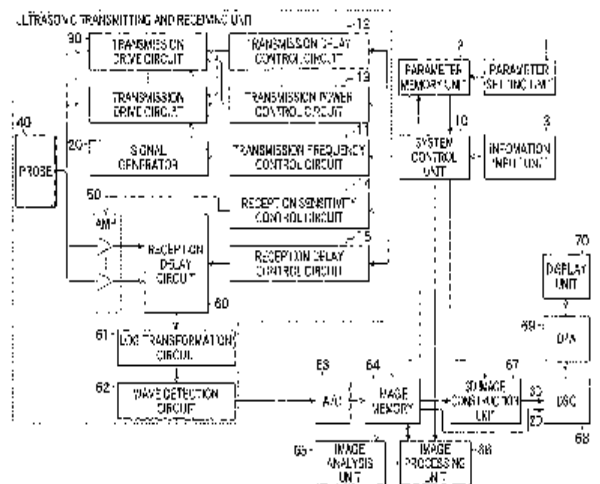 ULTRASONIC TRANSMITTING AND RECEIVING UNIT
30
TRANSMISSION
DRIVE CIRCUIT
12
TRANSMISSION DELAY
CONTROL CIRCUIT
2
PARAMETER
MEMORY UNIT
PARAMETER
SETTING UNIT
TRANSMISSION
DRIVE CIRCUIT
13
TRANSMISSION POWER
CONTROL CIRCUIT
40
PROBE
20
SIGNAL
GENERATOR
11
TRANSMISSION FREQUENCY
CONTROL CIRCUIT
10
SYSTEM
CONTROL
UNIT
3
INPUT UNIT
50
AMP
RECEPTION SENSITIVITY
CONTROL CIRCUIT
RECEPTION
DELAY
CIRCUIT
60
RECEPTION DELAY
CONTROL CIRCUIT
70
DISPLAY
UNIT
61
LOG TRANSFORMATION
CIRCUIT
69
D/A
62
WAVE DETECTION
CIRCUIT
63
A/D
64
IMAGE
MEMORY
67
3D IMAGE
CONSTRUCTION
UNIT
3D
2D
DSC
68
65
IMAGE
ANALYSIS
UNIT
IMAGE
PROCESSING
UNIT
66